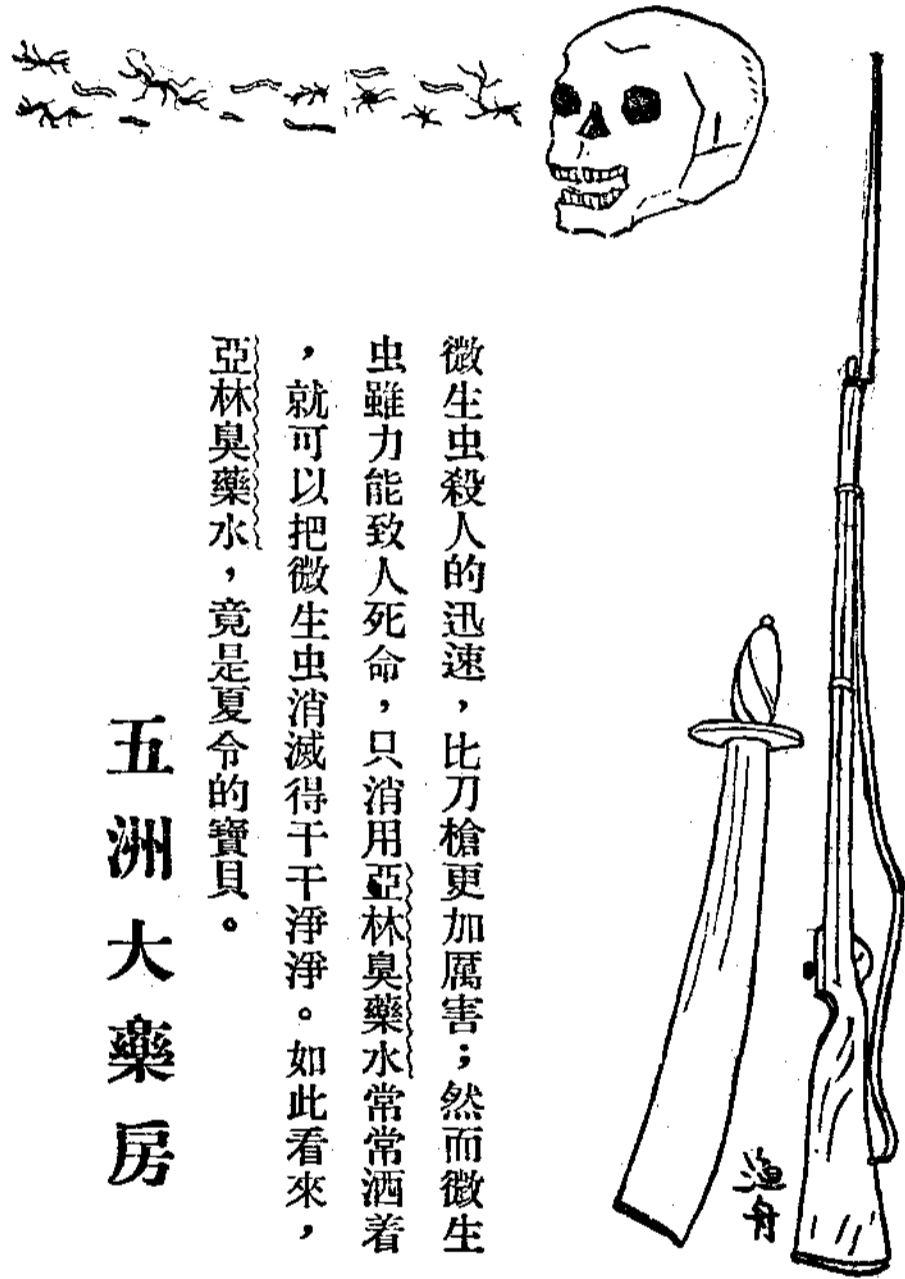 微生虫殺人的迅速，比刀槍更加厲害；然而微生
虫雖力能致人死命，只消用亞林臭藥水常常洒着
，就可以把微生虫消滅得干干淨淨。如此看來，
亞林臭藥水，竟是夏令的寶貝。
五洲大藥房
漁舟